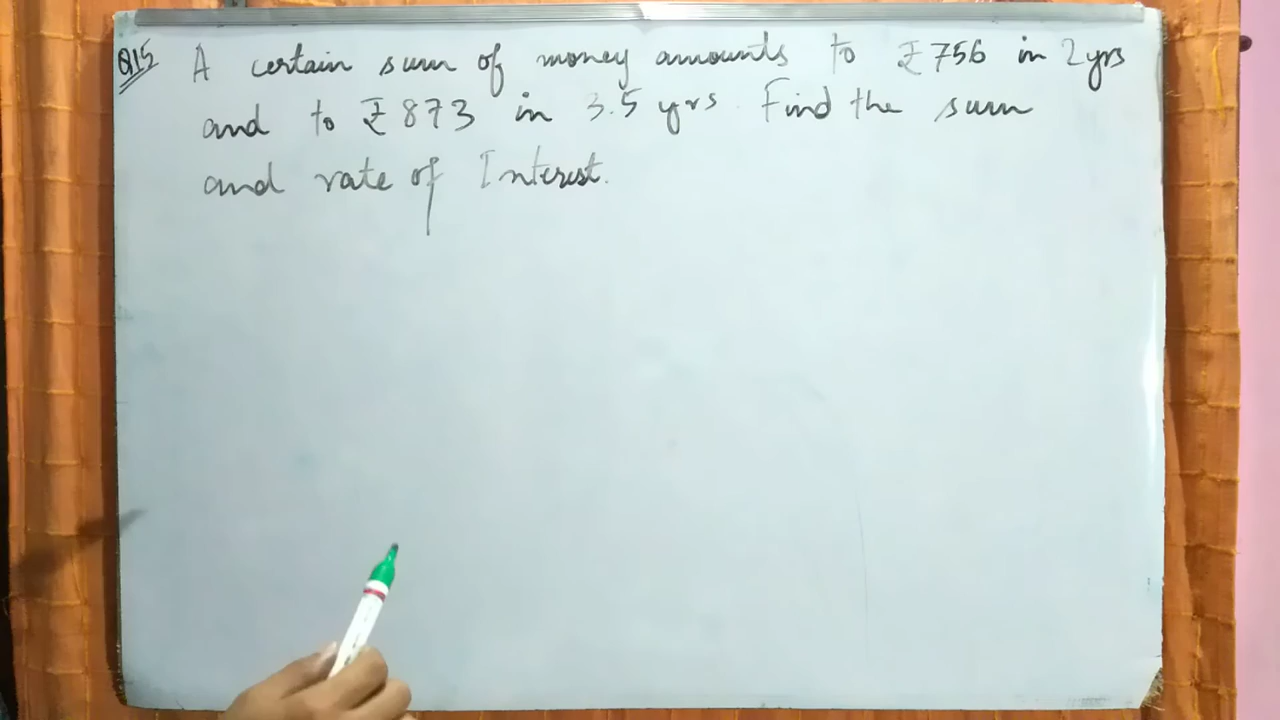 Q15 A certain sum of money amounts to ₹756 in 2yrs
and to ₹873 in 3.5 yrs. Find the sum
and rate of Interest.